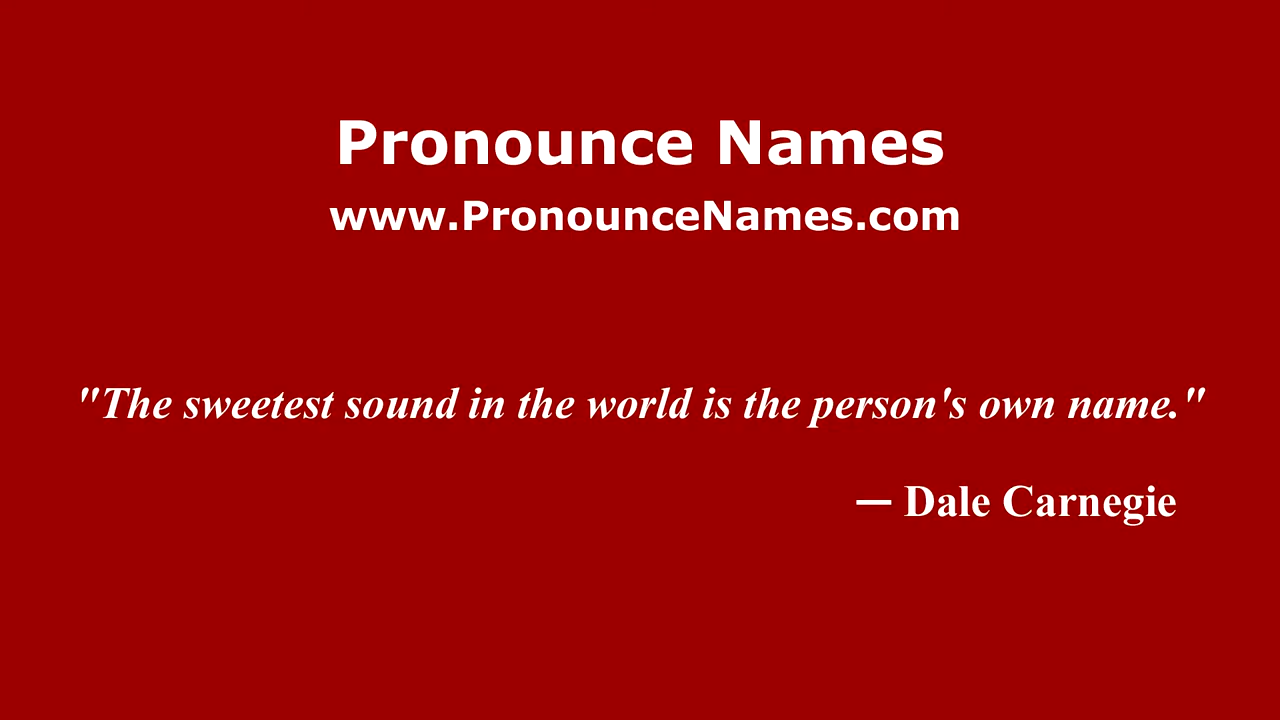 Pronounce Names
www.PronounceNames.com
"The sweetest sound in the world is the person's own name."
— Dale Carnegie